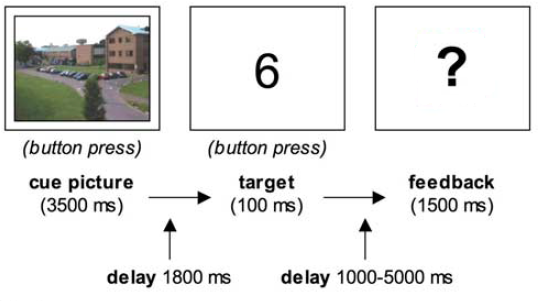 6
?
(button press)
(button press)
cue picture
target
feedback
(3500 ms)
(100 ms)
(1500 ms)
delay 1800 ms
delay 1000-5000 ms